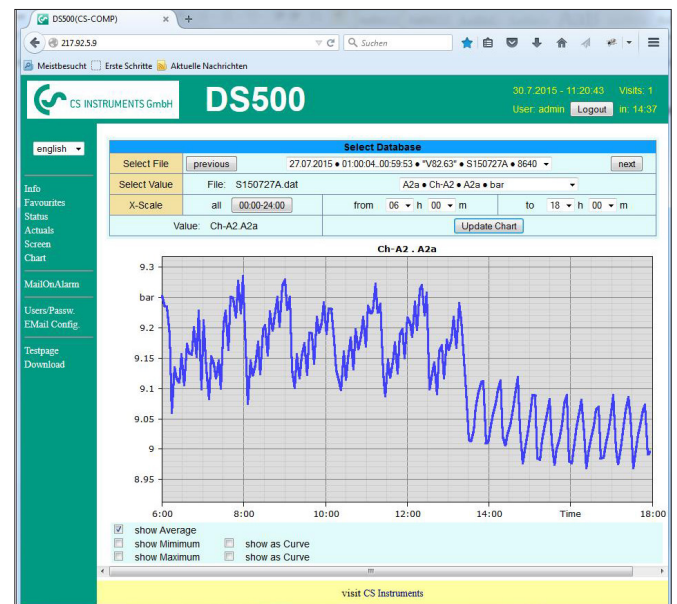 DS500(CS-COMP) × +
217.92.5.9 Suchen
Meistbesucht Erste Schritte Aktuelle Nachrichten
CS INSTRUMENTS GmbH
DS500
30.7.2015 - 11:20:43 Visits: 1
User: admin Logout in: 14:37
english
Info
Favourites
Status
Actuals
Screen
Chart
MailOnAlarm
Users/Passw.
EMail Config.
Testpage
Download
Select Database
Select File previous 27.07.2015 ● 01:00:04..00:59:53 ● "V82.63" ● S150727A ● 8640 next
Select Value File: S150727A.dat A2a ● Ch-A2 ● A2a ● bar
X-Scale all 00:00-24:00 from 06 h 00 m to 18 h 00 m
Value: Ch-A2.A2a Update Chart
Ch-A2 . A2a
9.3
bar
9.2
9.15
9.1
9.05
9
8.95
6:00 8:00 10:00 12:00 14:00 Time 18:00
show Average
show Mimimum show as Curve
show Maximum show as Curve
visit CS Instruments